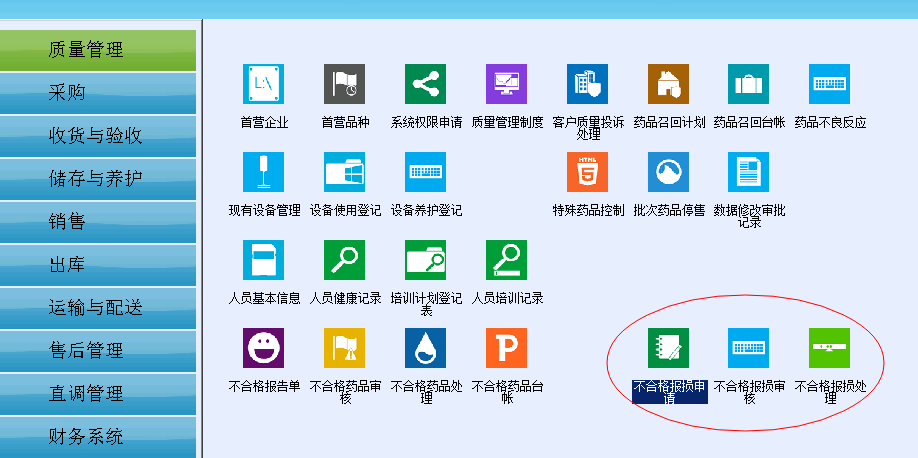 质量管理
采购
收货与验收
储存与养护
销售
出库
运输与配送
售后管理
直调管理
财务系统
L:\
首营企业
首营品种
系统权限申请
质量管理制度
客户质量投诉
处理
药品召回计划
药品召回台帐
药品不良反应
现有设备管理
设备使用登记
设备养护登记
HTML
5
特殊药品控制
批次药品停售
数据修改审批
记录
人员基本信息
人员健康记录
培训计划登记
表
人员培训记录
不合格报告单
不合格药品审
核
不合格药品处
理
P
不合格药品台
帐
不合格报损申
请
不合格报损审
核
不合格报损处
理